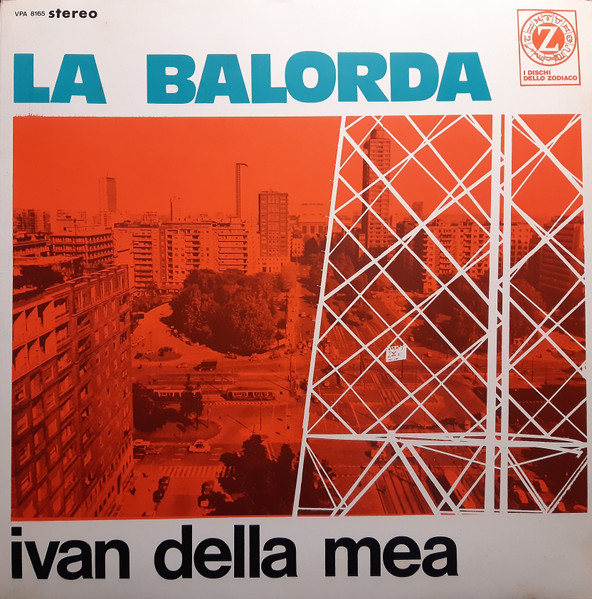 VPA 8165 stereo
LA BALORDA
Z
I DISCHI
DELLO ZODIACO
ivan della mea